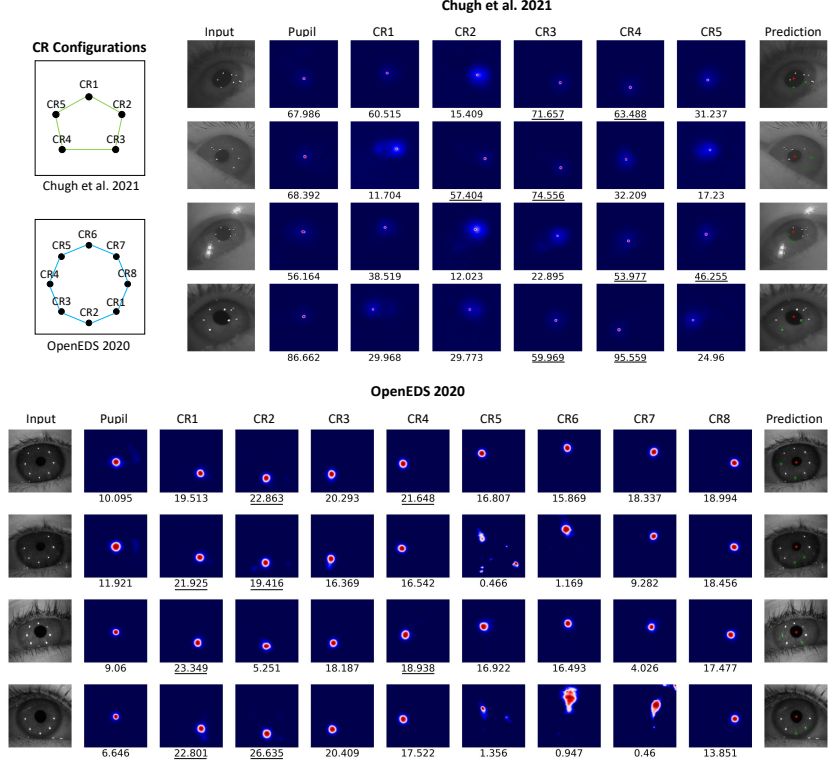 Chugh et al. 2021
CR Configurations
CR1
CR5 CR2
CR4 CR3
Chugh et al. 2021
CR6
CR5 CR7
CR4 CR8
CR3 CR1
CR2
OpenEDS 2020
Input Pupil CR1 CR2 CR3 CR4 CR5 Prediction
67.986 60.515 15.409 71.657 63.488 31.237
68.392 11.704 57.404 74.556 32.209 17.23
56.164 38.519 12.023 22.895 53.977 46.255
86.662 29.968 29.773 59.969 95.559 24.96
OpenEDS 2020
Input Pupil CR1 CR2 CR3 CR4 CR5 CR6 CR7 CR8 Prediction
10.095 19.513 22.863 20.293 21.648 16.807 15.869 18.337 18.994
11.921 21.925 19.416 16.369 16.542 0.466 1.169 9.282 18.456
9.06 23.349 5.251 18.187 18.938 16.922 16.493 4.026 17.477
6.646 22.801 26.635 20.409 17.522 1.356 0.947 0.46 13.851